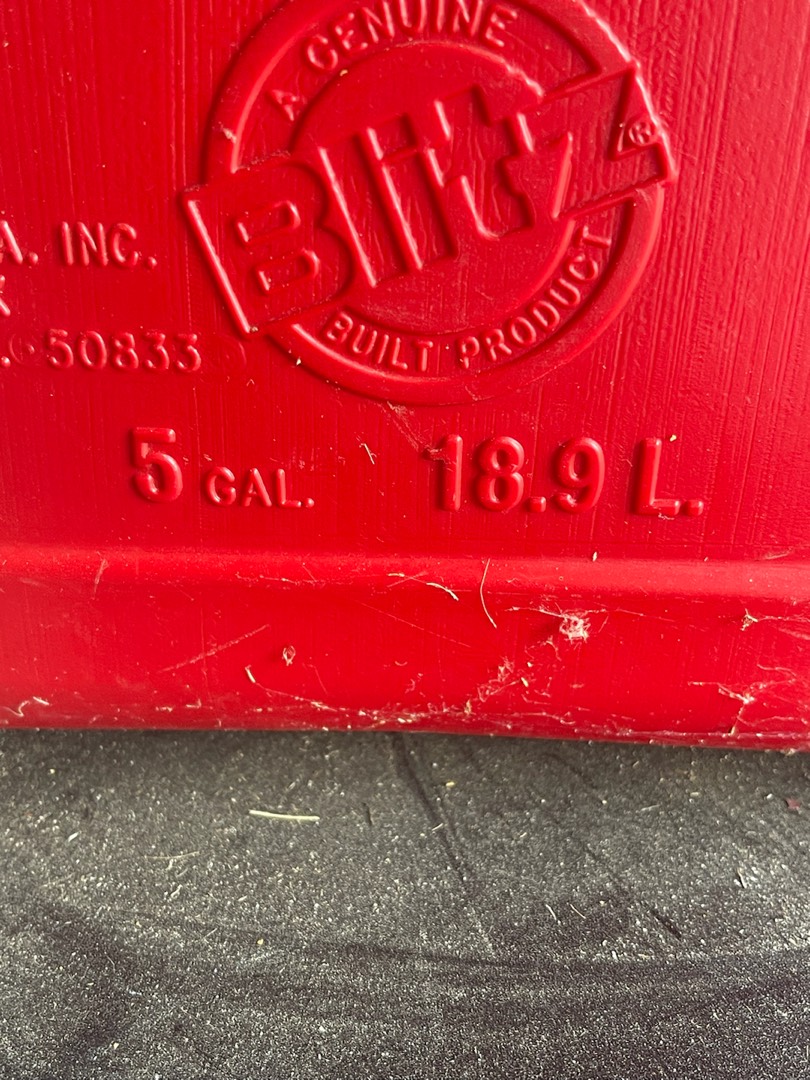 A GENUINE
Blitz®
BUILT PRODUCT
A. INC.
50833
5 GAL. 18.9 L.